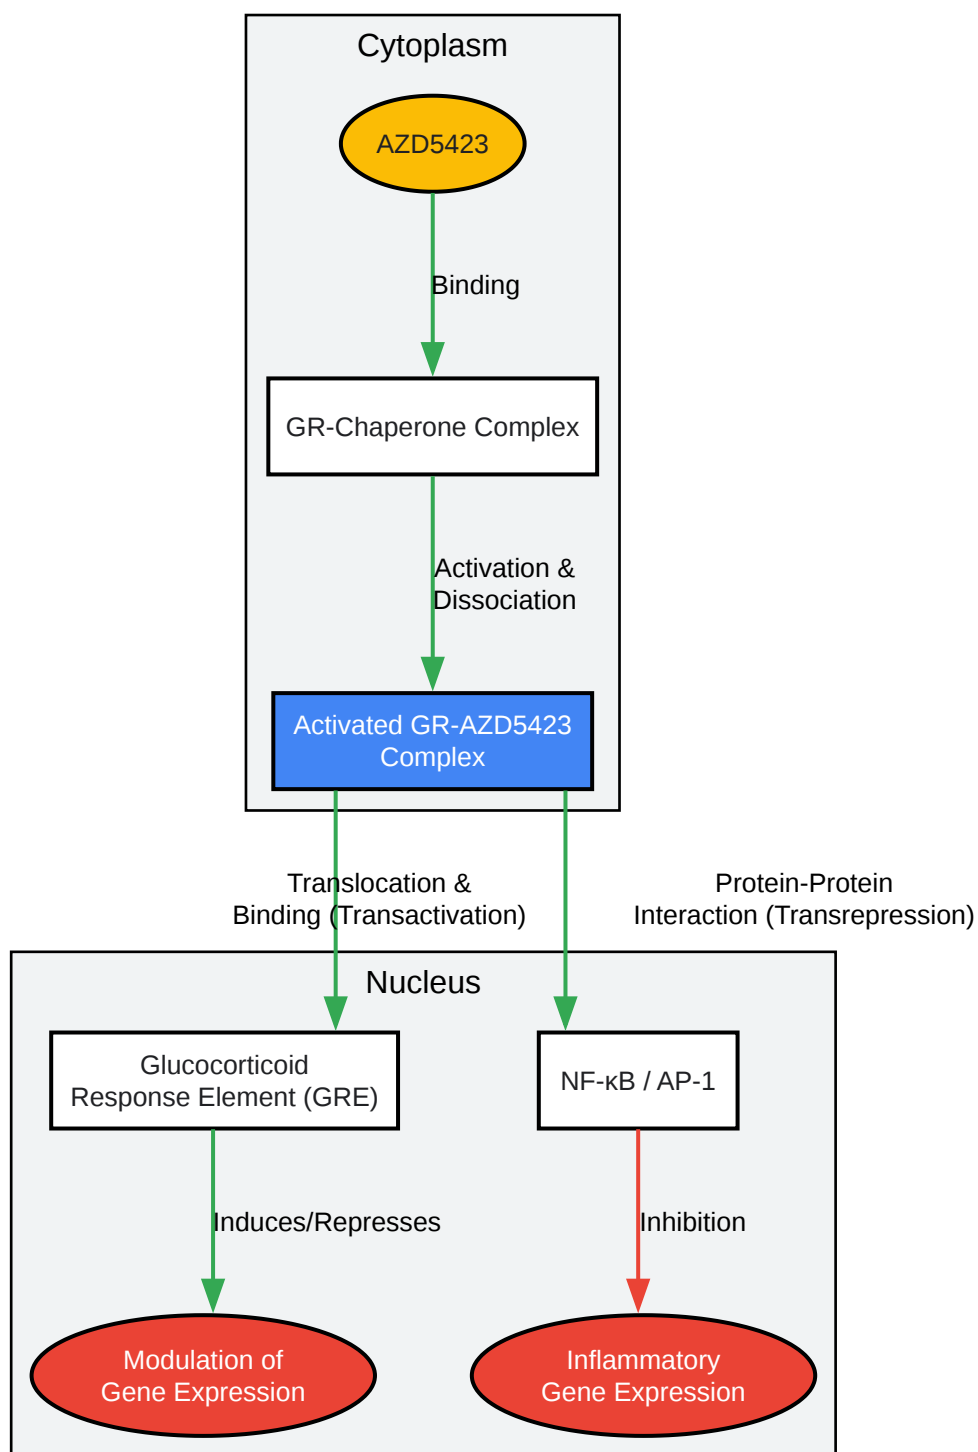 Cytoplasm
AZD5423
Binding
GR-Chaperone Complex
Activation &
Dissociation
Activated GR-AZD5423
Complex
Translocation &
Binding (Transactivation)
Protein-Protein
Interaction (Transrepression)
Nucleus
Glucocorticoid
Response Element (GRE)
NF-κB / AP-1
Induces/Represses
Inhibition
Modulation of
Gene Expression
Inflammatory
Gene Expression